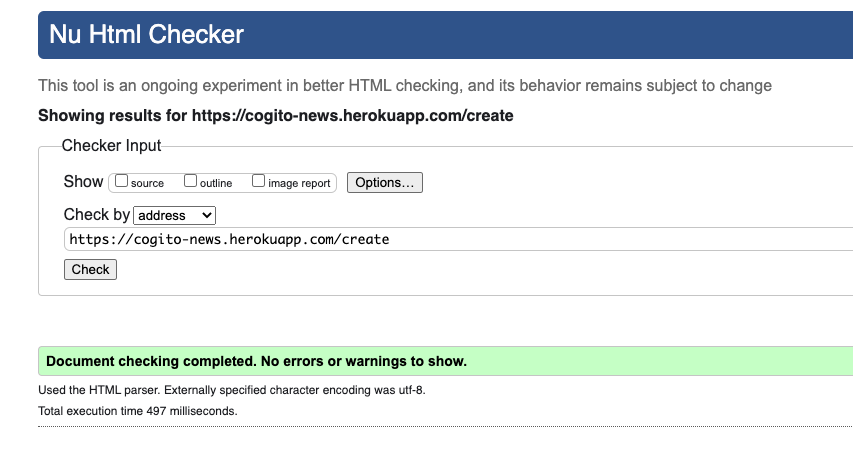 Nu Html Checker
This tool is an ongoing experiment in better HTML checking, and its behavior remains subject to change
Showing results for https://cogito-news.herokuapp.com/create
Checker Input
Show source outline image report Options...
Check by address
https://cogito-news.herokuapp.com/create
Check
Document checking completed. No errors or warnings to show.
Used the HTML parser. Externally specified character encoding was utf-8.
Total execution time 497 milliseconds.